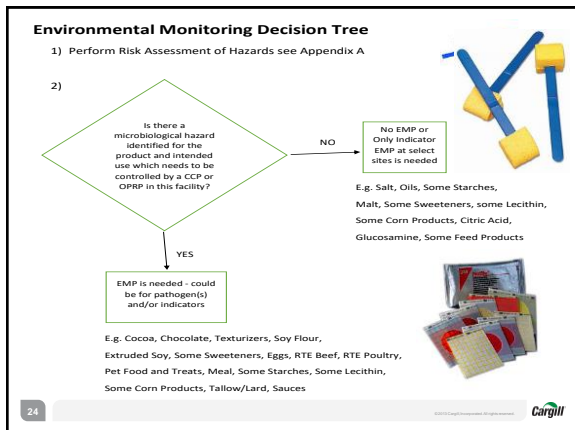 Environmental Monitoring Decision Tree
1) Perform Risk Assessment of Hazards see Appendix A
2)
Is there a
microbiological hazard
identified for the
product and intended
use which needs to be
controlled by a CCP or
OPRP in this facility?
NO
No EMP or
Only Indicator
EMP at select
sites is needed
E.g. Salt, Oils, Some Starches,
Malt, Some Sweeteners, some Lecithin,
Some Corn Products, Citric Acid,
Glucosamine, Some Feed Products
YES
EMP is needed - could
be for pathogen(s)
and/or indicators
E.g. Cocoa, Chocolate, Texturizers, Soy Flour,
Extruded Soy, Some Sweeteners, Eggs, RTE Beef, RTE Poultry,
Pet Food and Treats, Meal, Some Starches, Some Lecithin,
Some Corn Products, Tallow/Lard, Sauces
24
Cargill